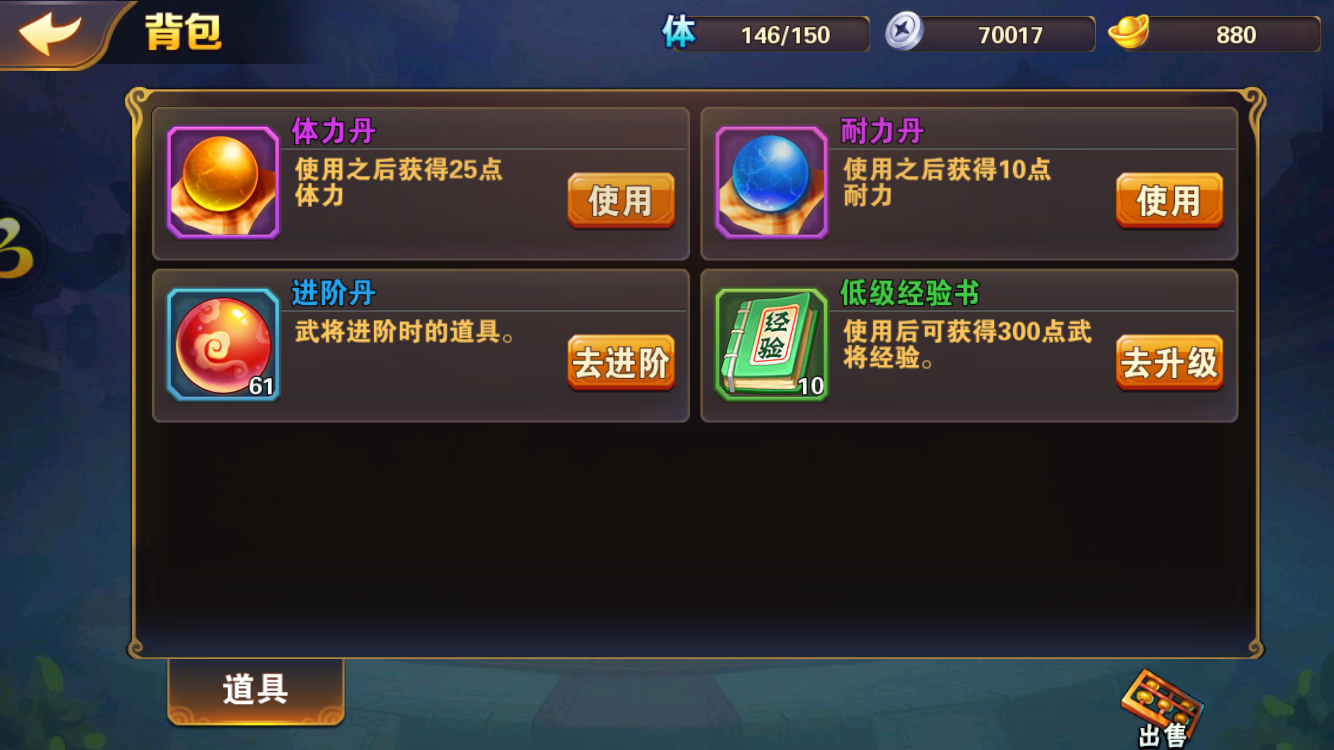 背包
体 146/150
70017
880
体力丹
使用之后获得25点
体力
使用
耐力丹
使用之后获得10点
耐力
使用
进阶丹
武将进阶时的道具。
去进阶
61
低级经验书
使用后可获得300点武
将经验。
去升级
经验
10
道具
出售